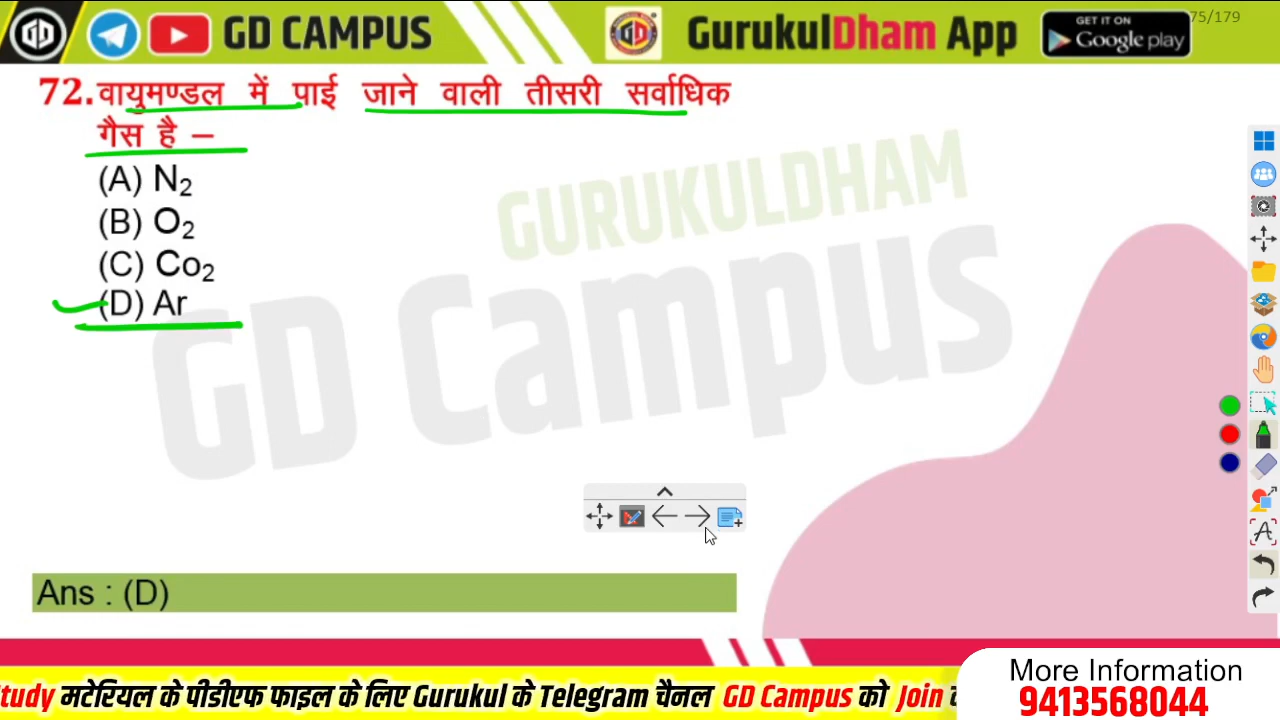 GD CAMPUS
GurukulDham App
GET IT ON
Google play
75/179
72. वायुमण्डल में पाई जाने वाली तीसरी सर्वाधिक
गैस है –
(A) N₂
(B) O₂
(C) Co₂
(D) Ar
GURUKULDHAM
GD Campus
Ans : (D)
More Information
9413568044
tudy मटेरियल के पीडीएफ फाइल के लिए Gurukul के Telegram चैनल GD Campus को Join